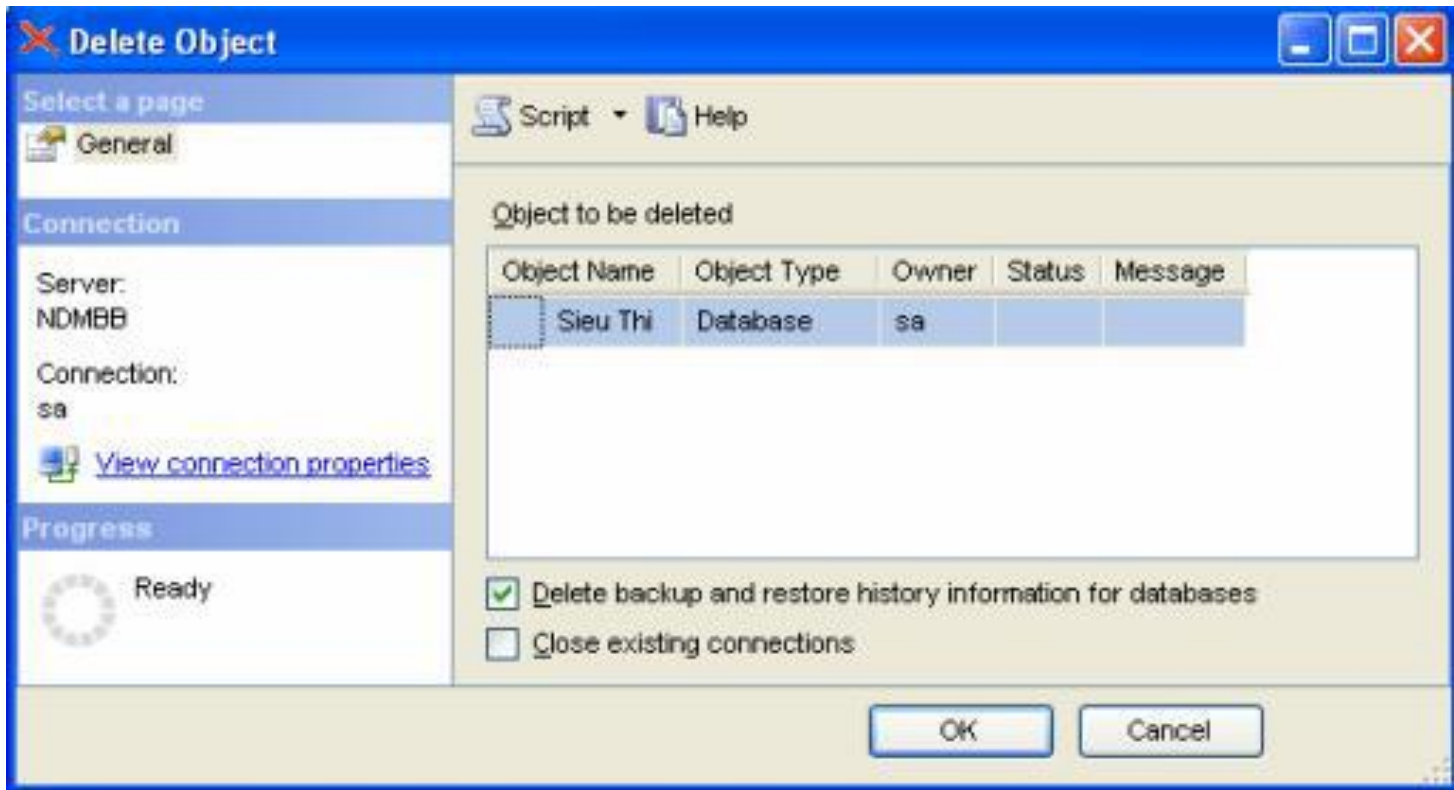 Delete Object
Select a page
General
Script Help
Connection
Server:
NDMBB
Connection:
sa
View connection properties
Progress
Ready
Object to be deleted
Object Name Object Type Owner Status Message
Sieu Thi Database sa
Delete backup and restore history information for databases
Close existing connections
OK Cancel